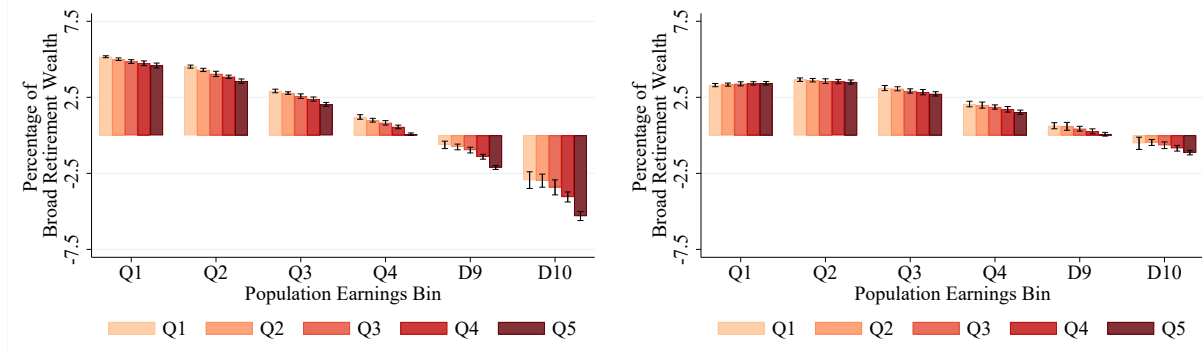 Percentage of
Broad Retirement Wealth
7.5
2.5
-2.5
-7.5
Q1 Q2 Q3 Q4 D9 D10
Population Earnings Bin
Q1 Q2 Q3 Q4 Q5
Percentage of
Broad Retirement Wealth
7.5
2.5
-2.5
-7.5
Q1 Q2 Q3 Q4 D9 D10
Population Earnings Bin
Q1 Q2 Q3 Q4 Q5